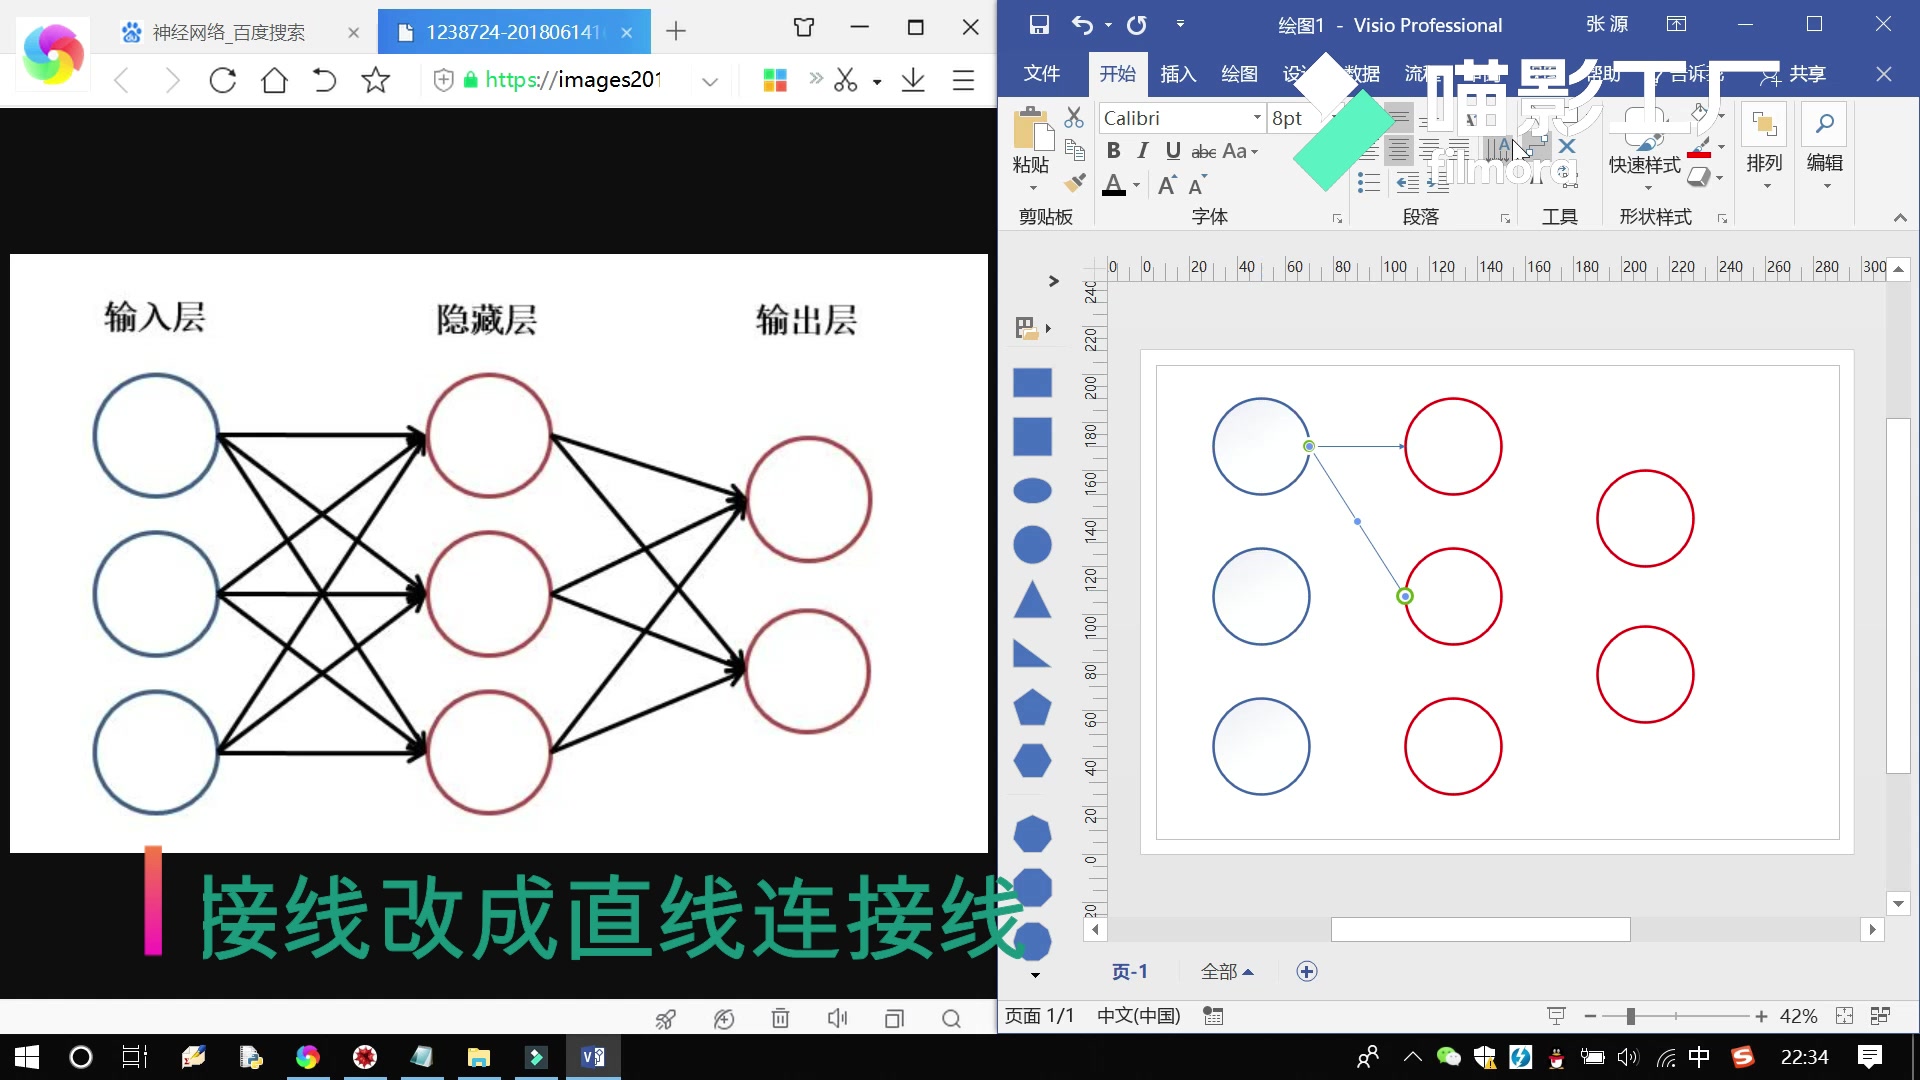 神经网络_百度搜索
1238724-201806141
https://images201
绘图1 - Visio Professional
张 源
文件
开始
插入
绘图
数据
帮助
共享
喵影工厂
filmora
粘贴
剪贴板
Calibri
8pt
B I U abc Aa
字体
段落
工具
快速样式
形状样式
排列
编辑
0 0 20 40 60 80 100 120 140 160 180 200 220 240 260 280 300
240
220
200
180
160
140
120
100
80
60
40
20
0
20
输入层
隐藏层
输出层
接线改成直线连接线
页-1
全部
页面 1/1
中文(中国)
42%
中
22:34